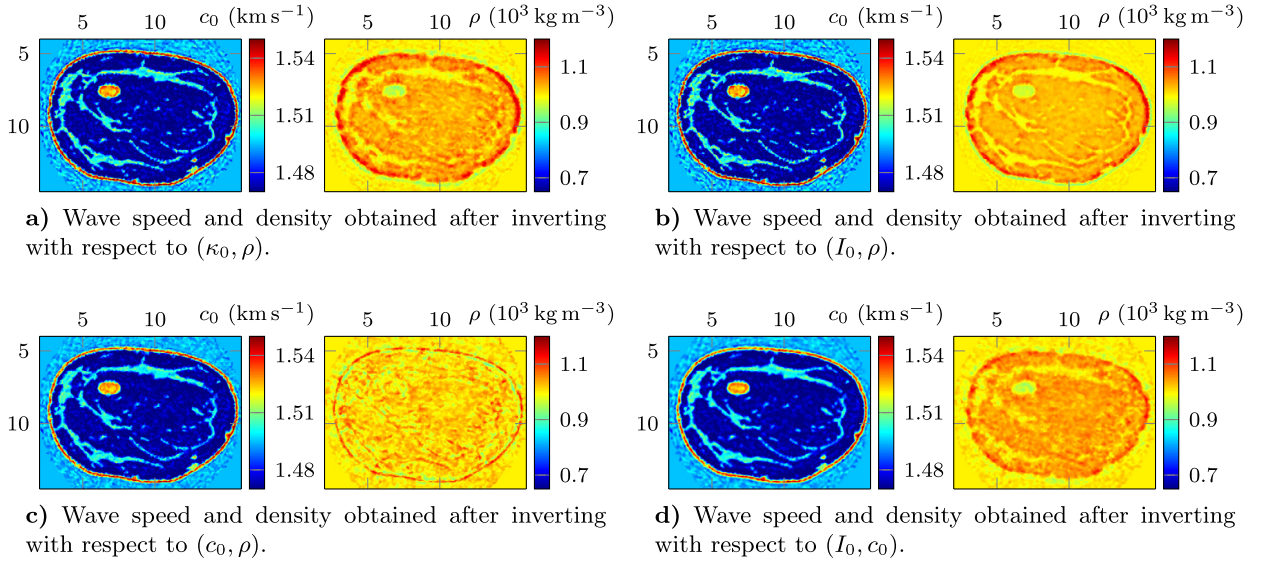 5 10 c₀ (km s⁻¹) 5 10 ρ (10³ kg m⁻³)
5
10
1.54
1.51
1.48
1.1
0.9
0.7
a) Wave speed and density obtained after inverting
with respect to (κ₀, ρ).
5 10 c₀ (km s⁻¹) 5 10 ρ (10³ kg m⁻³)
5
10
1.54
1.51
1.48
1.1
0.9
0.7
b) Wave speed and density obtained after inverting
with respect to (I₀, ρ).
5 10 c₀ (km s⁻¹) 5 10 ρ (10³ kg m⁻³)
5
10
1.54
1.51
1.48
1.1
0.9
0.7
c) Wave speed and density obtained after inverting
with respect to (c₀, ρ).
5 10 c₀ (km s⁻¹) 5 10 ρ (10³ kg m⁻³)
5
10
1.54
1.51
1.48
1.1
0.9
0.7
d) Wave speed and density obtained after inverting
with respect to (I₀, c₀).